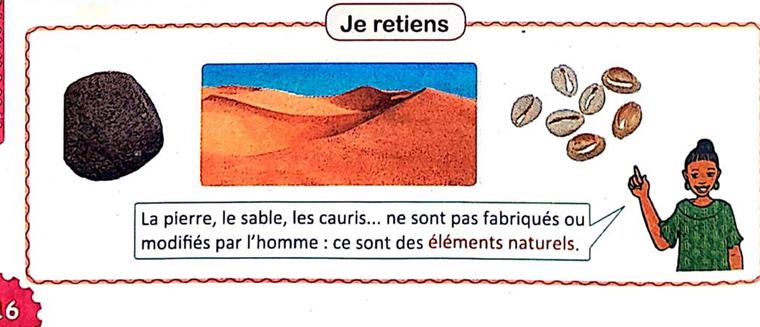 Je retiens
La pierre, le sable, les cauris... ne sont pas fabriqués ou
modifiés par l'homme : ce sont des éléments naturels.
6